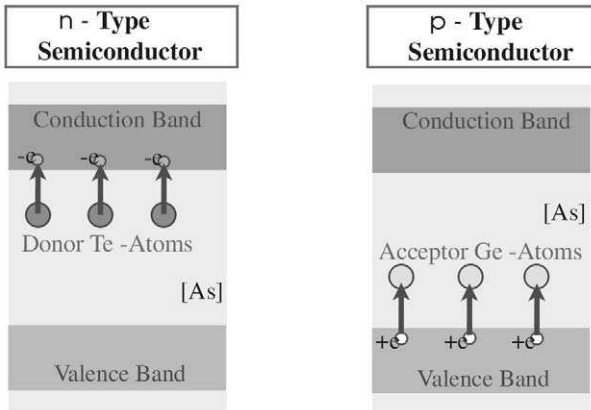 n - Type
Semiconductor
Conduction Band
-e -e -e
Donor Te -Atoms
[As]
Valence Band
p - Type
Semiconductor
Conduction Band
[As]
Acceptor Ge -Atoms
+e +e +e
Valence Band